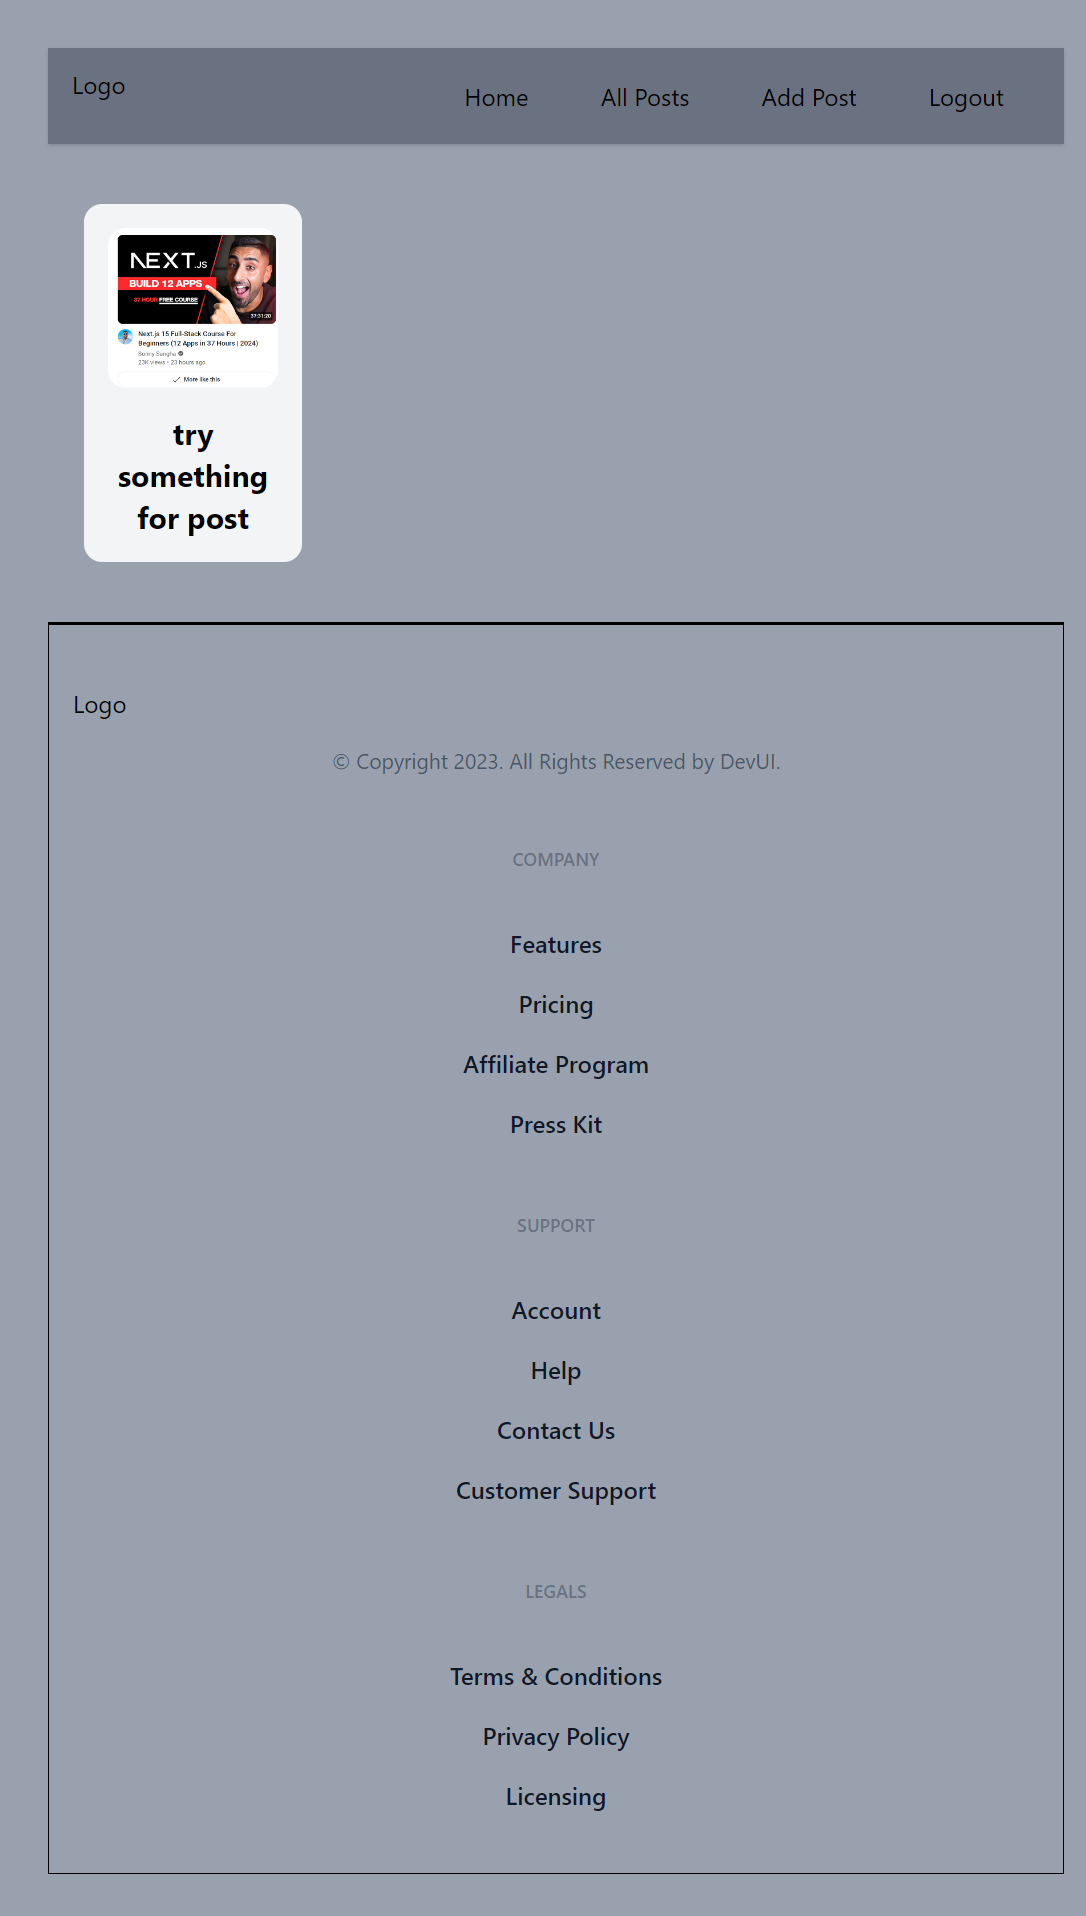 Logo
Home
All Posts
Add Post
Logout
NEXT.JS
BUILD 12 APPS
37 HOUR FREE COURSE
37:31:20
Next.js 15 Full-Stack Course For
Beginners (12 Apps in 37 Hours | 2024)
Sonny Sangha
23K views • 23 hours ago
More like this
try
something
for post
Logo
© Copyright 2023. All Rights Reserved by DevUI.
COMPANY
Features
Pricing
Affiliate Program
Press Kit
SUPPORT
Account
Help
Contact Us
Customer Support
LEGALS
Terms & Conditions
Privacy Policy
Licensing